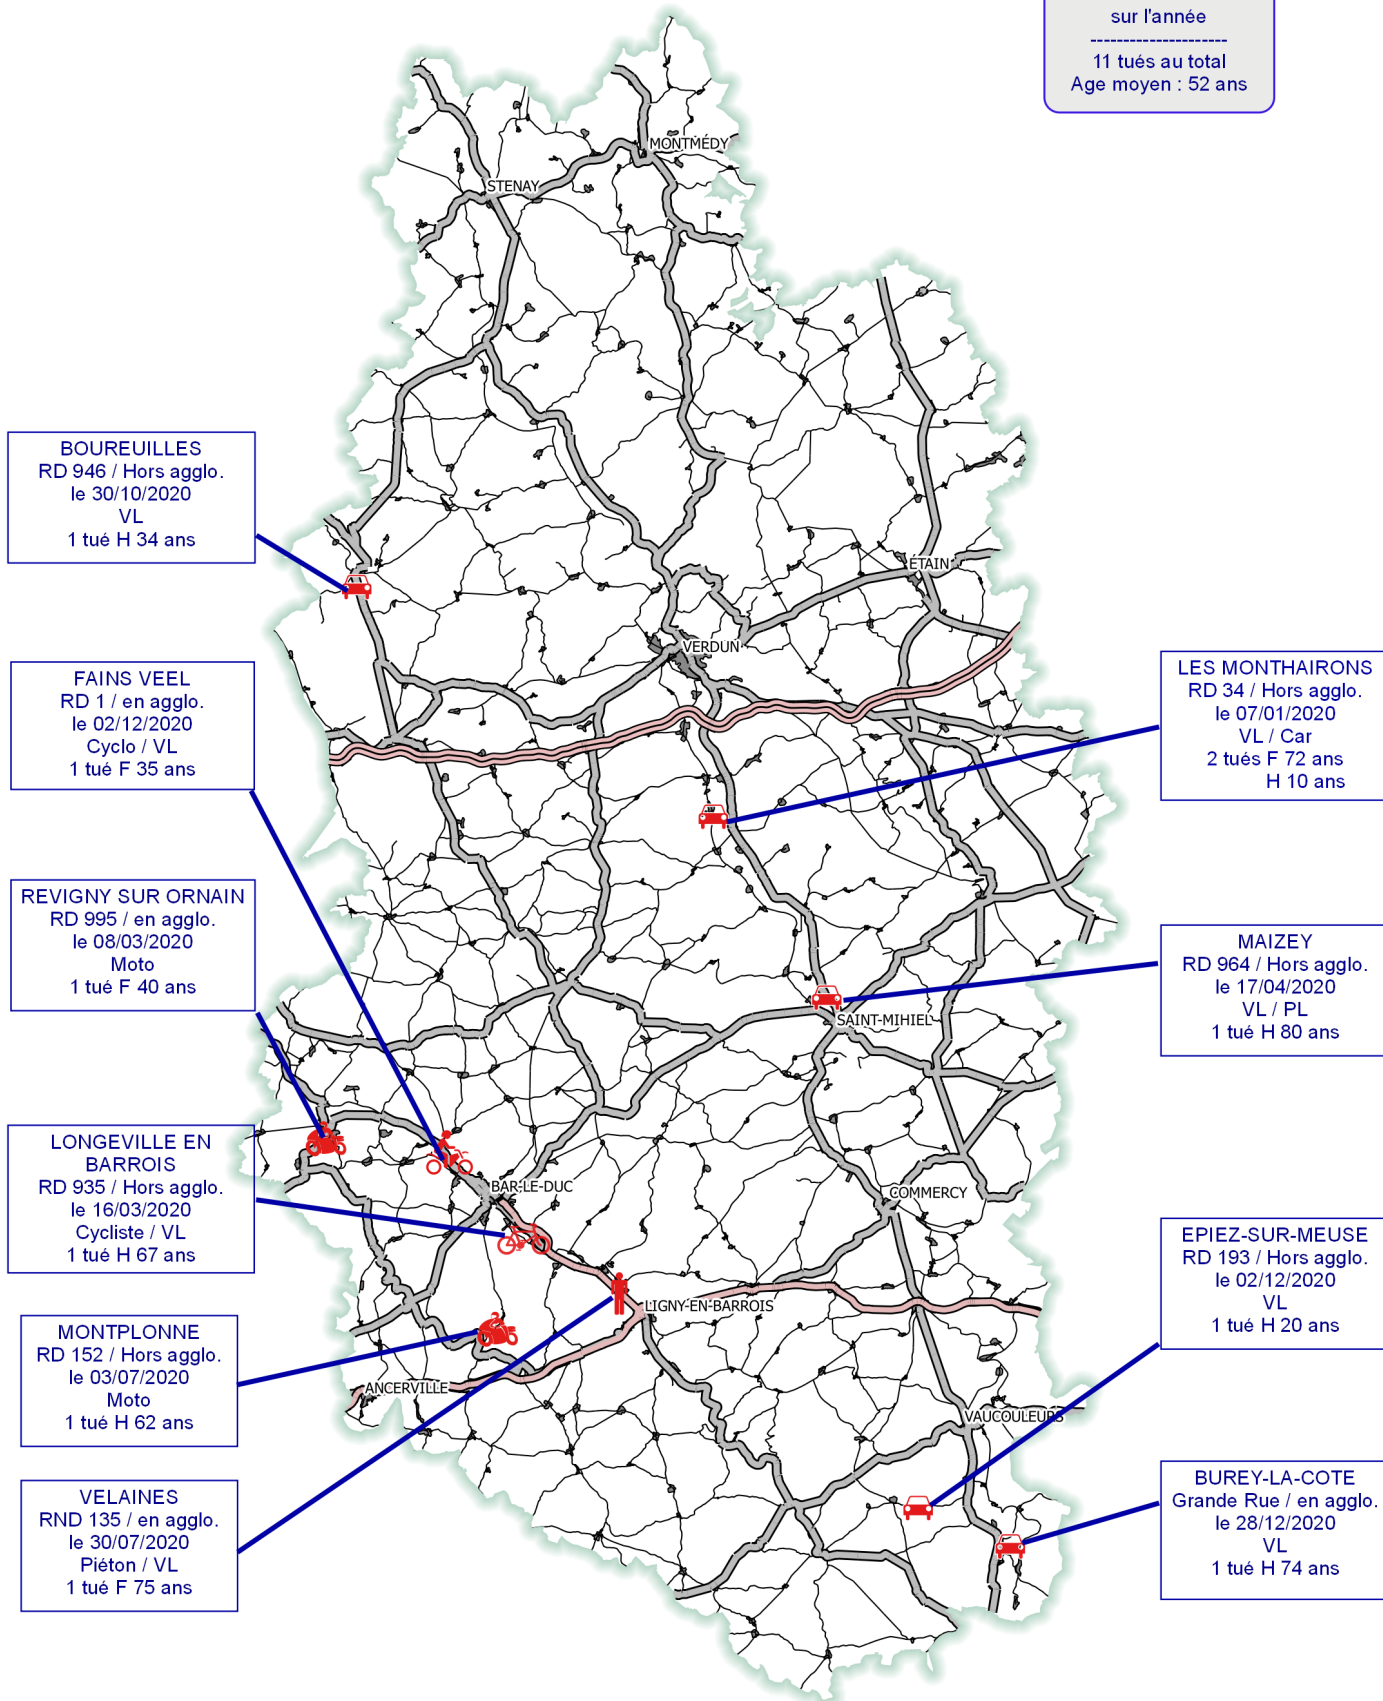 sur l'année
---------------------
11 tués au total
Age moyen : 52 ans
MONTMÉDY
STENAY
BOUREUILLES
RD 946 / Hors agglo.
le 30/10/2020
VL
1 tué H 34 ans
ÉTAIN
VERDUN
FAINS VEEL
RD 1 / en agglo.
le 02/12/2020
Cyclo / VL
1 tué F 35 ans
LES MONTHAIRONS
RD 34 / Hors agglo.
le 07/01/2020
VL / Car
2 tués F 72 ans
H 10 ans
REVIGNY SUR ORNAIN
RD 995 / en agglo.
le 08/03/2020
Moto
1 tué F 40 ans
MAIZEY
RD 964 / Hors agglo.
le 17/04/2020
VL / PL
1 tué H 80 ans
SAINT-MIHIEL
LONGEVILLE EN
BARROIS
RD 935 / Hors agglo.
le 16/03/2020
Cycliste / VL
1 tué H 67 ans
BAR-LE-DUC
COMMERCY
EPIEZ-SUR-MEUSE
RD 193 / Hors agglo.
le 02/12/2020
VL
1 tué H 20 ans
LIGNY-EN-BARROIS
MONTPLONNE
RD 152 / Hors agglo.
le 03/07/2020
Moto
1 tué H 62 ans
ANCERVILLE
VAUCOULEURS
VELAINES
RND 135 / en agglo.
le 30/07/2020
Piéton / VL
1 tué F 75 ans
BUREY-LA-COTE
Grande Rue / en agglo.
le 28/12/2020
VL
1 tué H 74 ans